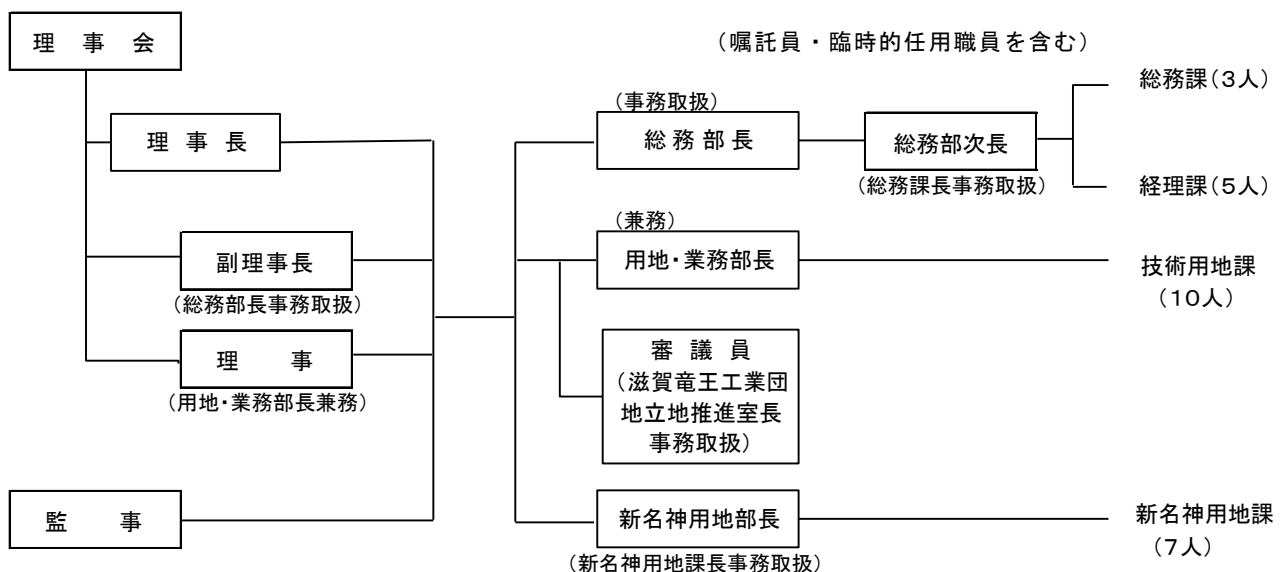 理事会
(嘱託員・臨時的任用職員を含む)
総務課(3人)
理事長
(事務取扱)
総務部長
総務部次長
(総務課長事務取扱)
経理課(5人)
副理事長
(総務部長事務取扱)
(兼務)
用地・業務部長
技術用地課
(10人)
理事
(用地・業務部長兼務)
審議員
(滋賀竜王工業団
地立地推進室長
事務取扱)
監事
新名神用地部長
(新名神用地課長事務取扱)
新名神用地課
(7人)